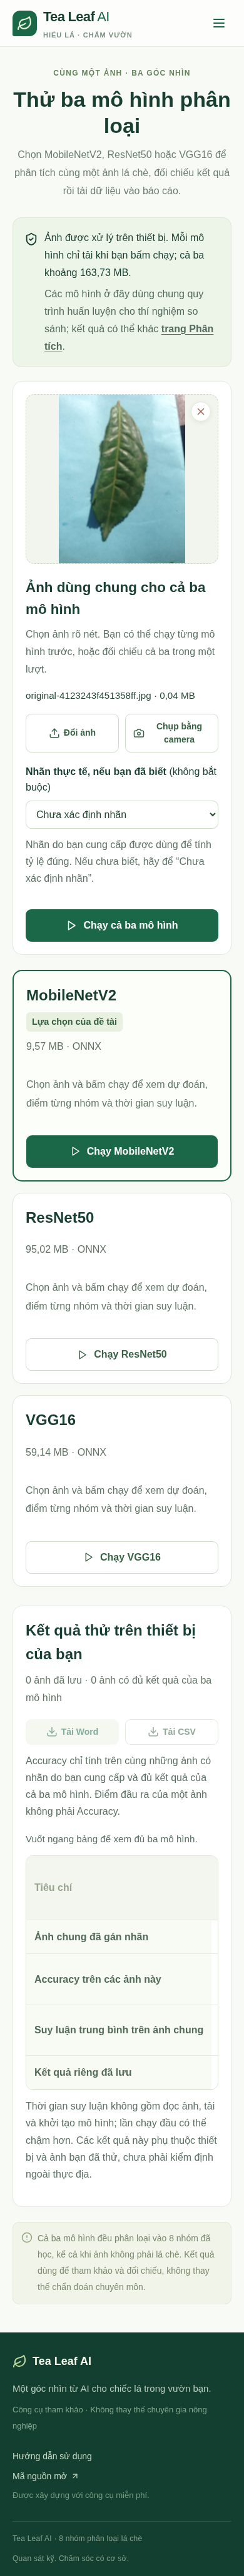 Tea Leaf AI
HIỂU LÁ · CHĂM VƯỜN
CÙNG MỘT ẢNH · BA GÓC NHÌN
Thử ba mô hình phân
loại
Chọn MobileNetV2, ResNet50 hoặc VGG16 để
phân tích cùng một ảnh lá chè, đối chiếu kết quả
rồi tải dữ liệu vào báo cáo.
Ảnh được xử lý trên thiết bị. Mỗi mô
hình chỉ tải khi bạn bấm chạy; cả ba
khoảng 163,73 MB.
Các mô hình ở đây dùng chung quy
trình huấn luyện cho thí nghiệm so
sánh; kết quả có thể khác trang Phân
tích.
Ảnh dùng chung cho cả ba
mô hình
Chọn ảnh rõ nét. Bạn có thể chạy từng mô
hình trước, hoặc đối chiếu cả ba trong một
lượt.
original-4123243f451358ff.jpg · 0,04 MB
Đổi ảnh
Chụp bằng
camera
Nhãn thực tế, nếu bạn đã biết (không bắt
buộc)
Chưa xác định nhãn
Nhãn do bạn cung cấp được dùng để tính
tỷ lệ đúng. Nếu chưa biết, hãy để “Chưa
xác định nhãn”.
Chạy cả ba mô hình
MobileNetV2
Lựa chọn của đề tài
9,57 MB · ONNX
Chọn ảnh và bấm chạy để xem dự đoán,
điểm từng nhóm và thời gian suy luận.
Chạy MobileNetV2
ResNet50
95,02 MB · ONNX
Chọn ảnh và bấm chạy để xem dự đoán,
điểm từng nhóm và thời gian suy luận.
Chạy ResNet50
VGG16
59,14 MB · ONNX
Chọn ảnh và bấm chạy để xem dự đoán,
điểm từng nhóm và thời gian suy luận.
Chạy VGG16
Kết quả thử trên thiết bị
của bạn
0 ảnh đã lưu · 0 ảnh có đủ kết quả của ba
mô hình
Tải Word
Tải CSV
Accuracy chỉ tính trên cùng những ảnh có
nhãn do bạn cung cấp và đủ kết quả của
cả ba mô hình. Điểm đầu ra của một ảnh
không phải Accuracy.
Vuốt ngang bảng để xem đủ ba mô hình.
Tiêu chí
Ảnh chung đã gán nhãn
Accuracy trên các ảnh này
Suy luận trung bình trên ảnh chung
Kết quả riêng đã lưu
Thời gian suy luận không gồm đọc ảnh, tải
và khởi tạo mô hình; lần chạy đầu có thể
chậm hơn. Các kết quả này phụ thuộc thiết
bị và ảnh bạn đã thử, chưa phải kiểm định
ngoài thực địa.
Cả ba mô hình đều phân loại vào 8 nhóm đã
học, kể cả khi ảnh không phải lá chè. Kết quả
dùng để tham khảo và đối chiếu, không thay
thế chẩn đoán chuyên môn.
Tea Leaf AI
Một góc nhìn từ AI cho chiếc lá trong vườn bạn.
Công cụ tham khảo · Không thay thế chuyên gia nông
nghiệp
Hướng dẫn sử dụng
Mã nguồn mở
Được xây dựng với công cụ miễn phí.
Tea Leaf AI · 8 nhóm phân loại lá chè
Quan sát kỹ. Chăm sóc có cơ sở.